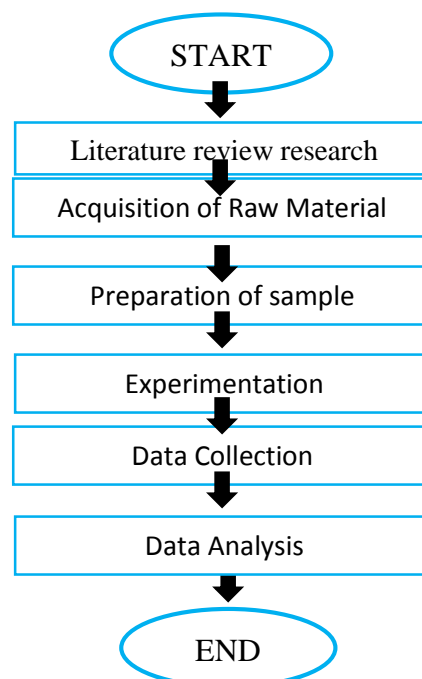 START
Literature review research
Acquisition of Raw Material
Preparation of sample
Experimentation
Data Collection
Data Analysis
END